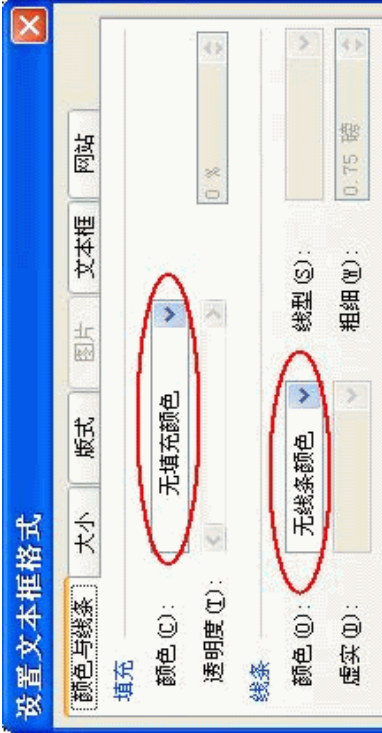 设置文本框格式
颜色与线条 大小 版式 图片 文本框 网站
填充
颜色(C): 无填充颜色
透明度(T): 0 %
线条
颜色(O): 无线条颜色 线型(S):
虚实(D): 粗细(W): 0.75 磅